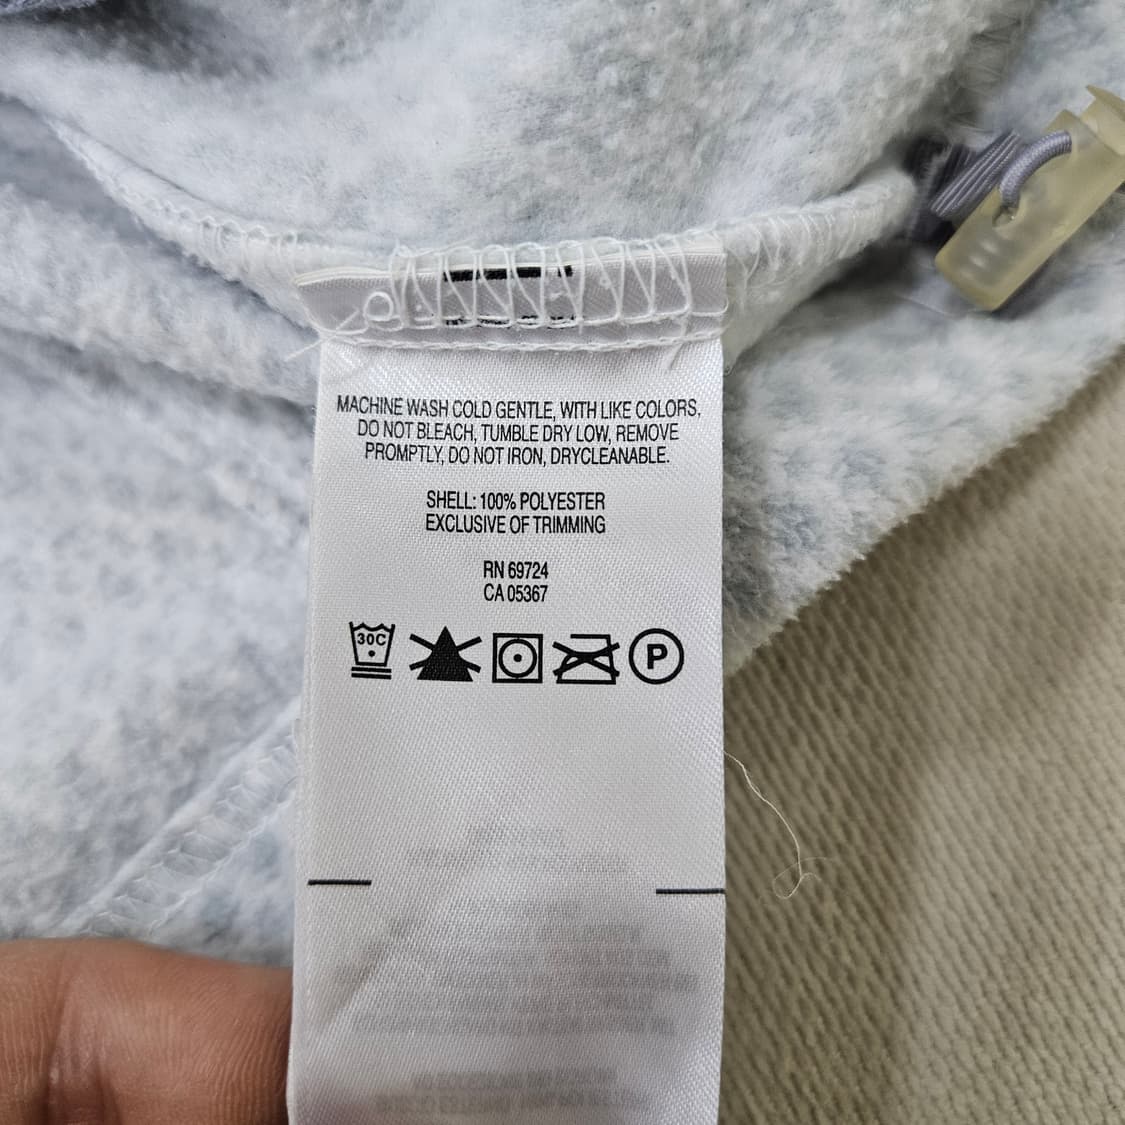 MACHINE WASH COLD GENTLE, WITH LIKE COLORS,
DO NOT BLEACH, TUMBLE DRY LOW, REMOVE
PROMPTLY, DO NOT IRON, DRYCLEANABLE.
SHELL: 100% POLYESTER
EXCLUSIVE OF TRIMMING
RN 69724
CA 05367
30C P